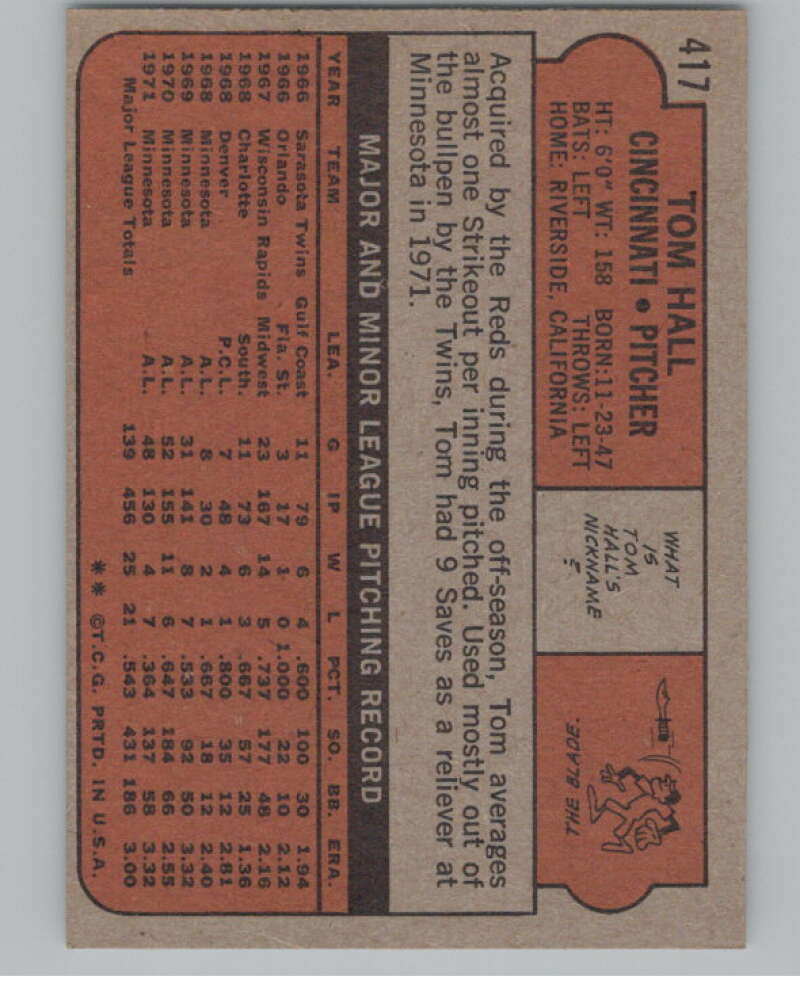 417
TOM HALL
CINCINNATI • PITCHER
HT: 6'0" WT: 158 BORN: 11-23-47
BATS: LEFT THROWS: LEFT
HOME: RIVERSIDE, CALIFORNIA
WHAT
IS
TOM
HALL'S
NICKNAME
?
THE BLADE.
Acquired by the Reds during the off-season, Tom averages
almost one Strikeout per inning pitched. Used mostly out of
the bullpen by the Twins, Tom had 9 Saves as a reliever at
Minnesota in 1971.
MAJOR AND MINOR LEAGUE PITCHING RECORD
YEAR TEAM LEA. G IP W L PCT. SO. BB. ERA.
1966 Sarasota Twins Gulf Coast 11 79 6 4 .600 100 30 1.94
1966 Orlando Fla. St. 3 17 1 0 1.000 22 10 2.12
1967 Wisconsin Rapids Midwest 23 167 14 5 .737 177 48 2.16
1968 Charlotte South. 11 73 6 3 .667 57 25 1.36
1968 Denver P.C.L. 7 48 4 1 .800 35 12 2.81
1968 Minnesota A.L. 8 30 2 1 .667 18 12 2.40
1969 Minnesota A.L. 31 141 8 7 .533 92 50 3.32
1970 Minnesota A.L. 52 155 11 6 .647 184 66 2.55
1971 Minnesota A.L. 48 130 4 7 .364 137 58 3.32
Major League Totals 139 456 25 21 .543 431 186 3.00
** ©T.C.G. PRTD. IN U.S.A.